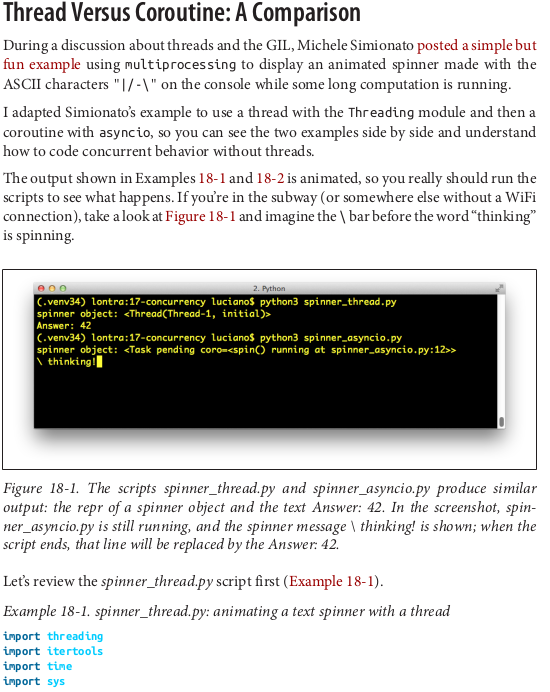 Thread Versus Coroutine: A Comparison
During a discussion about threads and the GIL, Michele Simionato posted a simple but
fun example using multiprocessing to display an animated spinner made with the
ASCII characters "|/-\" on the console while some long computation is running.
I adapted Simionato's example to use a thread with the Threading module and then a
coroutine with asyncio, so you can see the two examples side by side and understand
how to code concurrent behavior without threads.
The output shown in Examples 18-1 and 18-2 is animated, so you really should run the
scripts to see what happens. If you're in the subway (or somewhere else without a WiFi
connection), take a look at Figure 18-1 and imagine the \ bar before the word “thinking”
is spinning.
2. Python
(.venv34) lontra:17-concurrency luciano$ python3 spinner_thread.py
spinner object: <Thread(Thread-1, initial)>
Answer: 42
(.venv34) lontra:17-concurrency luciano$ python3 spinner_asyncio.py
spinner object: <Task pending coro=<spin() running at spinner_asyncio.py:12>>
\ thinking!
Figure 18-1. The scripts spinner_thread.py and spinner_asyncio.py produce similar
output: the repr of a spinner object and the text Answer: 42. In the screenshot, spin-
ner_asyncio.py is still running, and the spinner message \ thinking! is shown; when the
script ends, that line will be replaced by the Answer: 42.
Let's review the spinner_thread.py script first (Example 18-1).
Example 18-1. spinner_thread.py: animating a text spinner with a thread
import threading
import itertools
import time
import sys